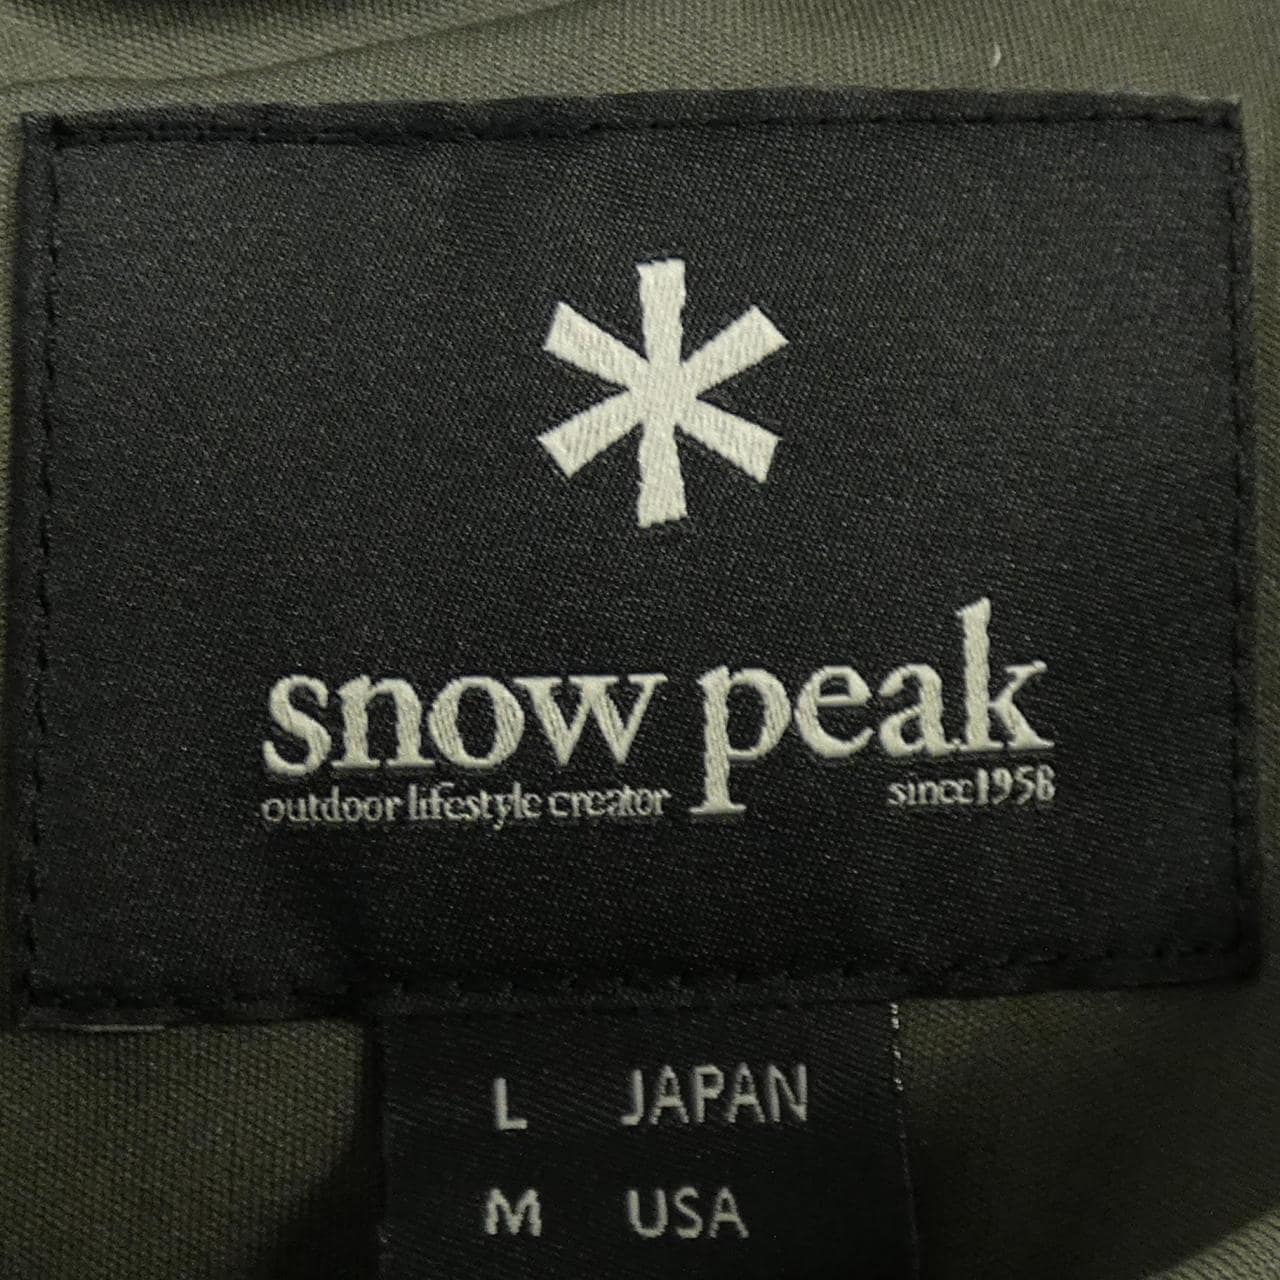 snow peak
outdoor lifestyle creator since1958
L JAPAN
M USA